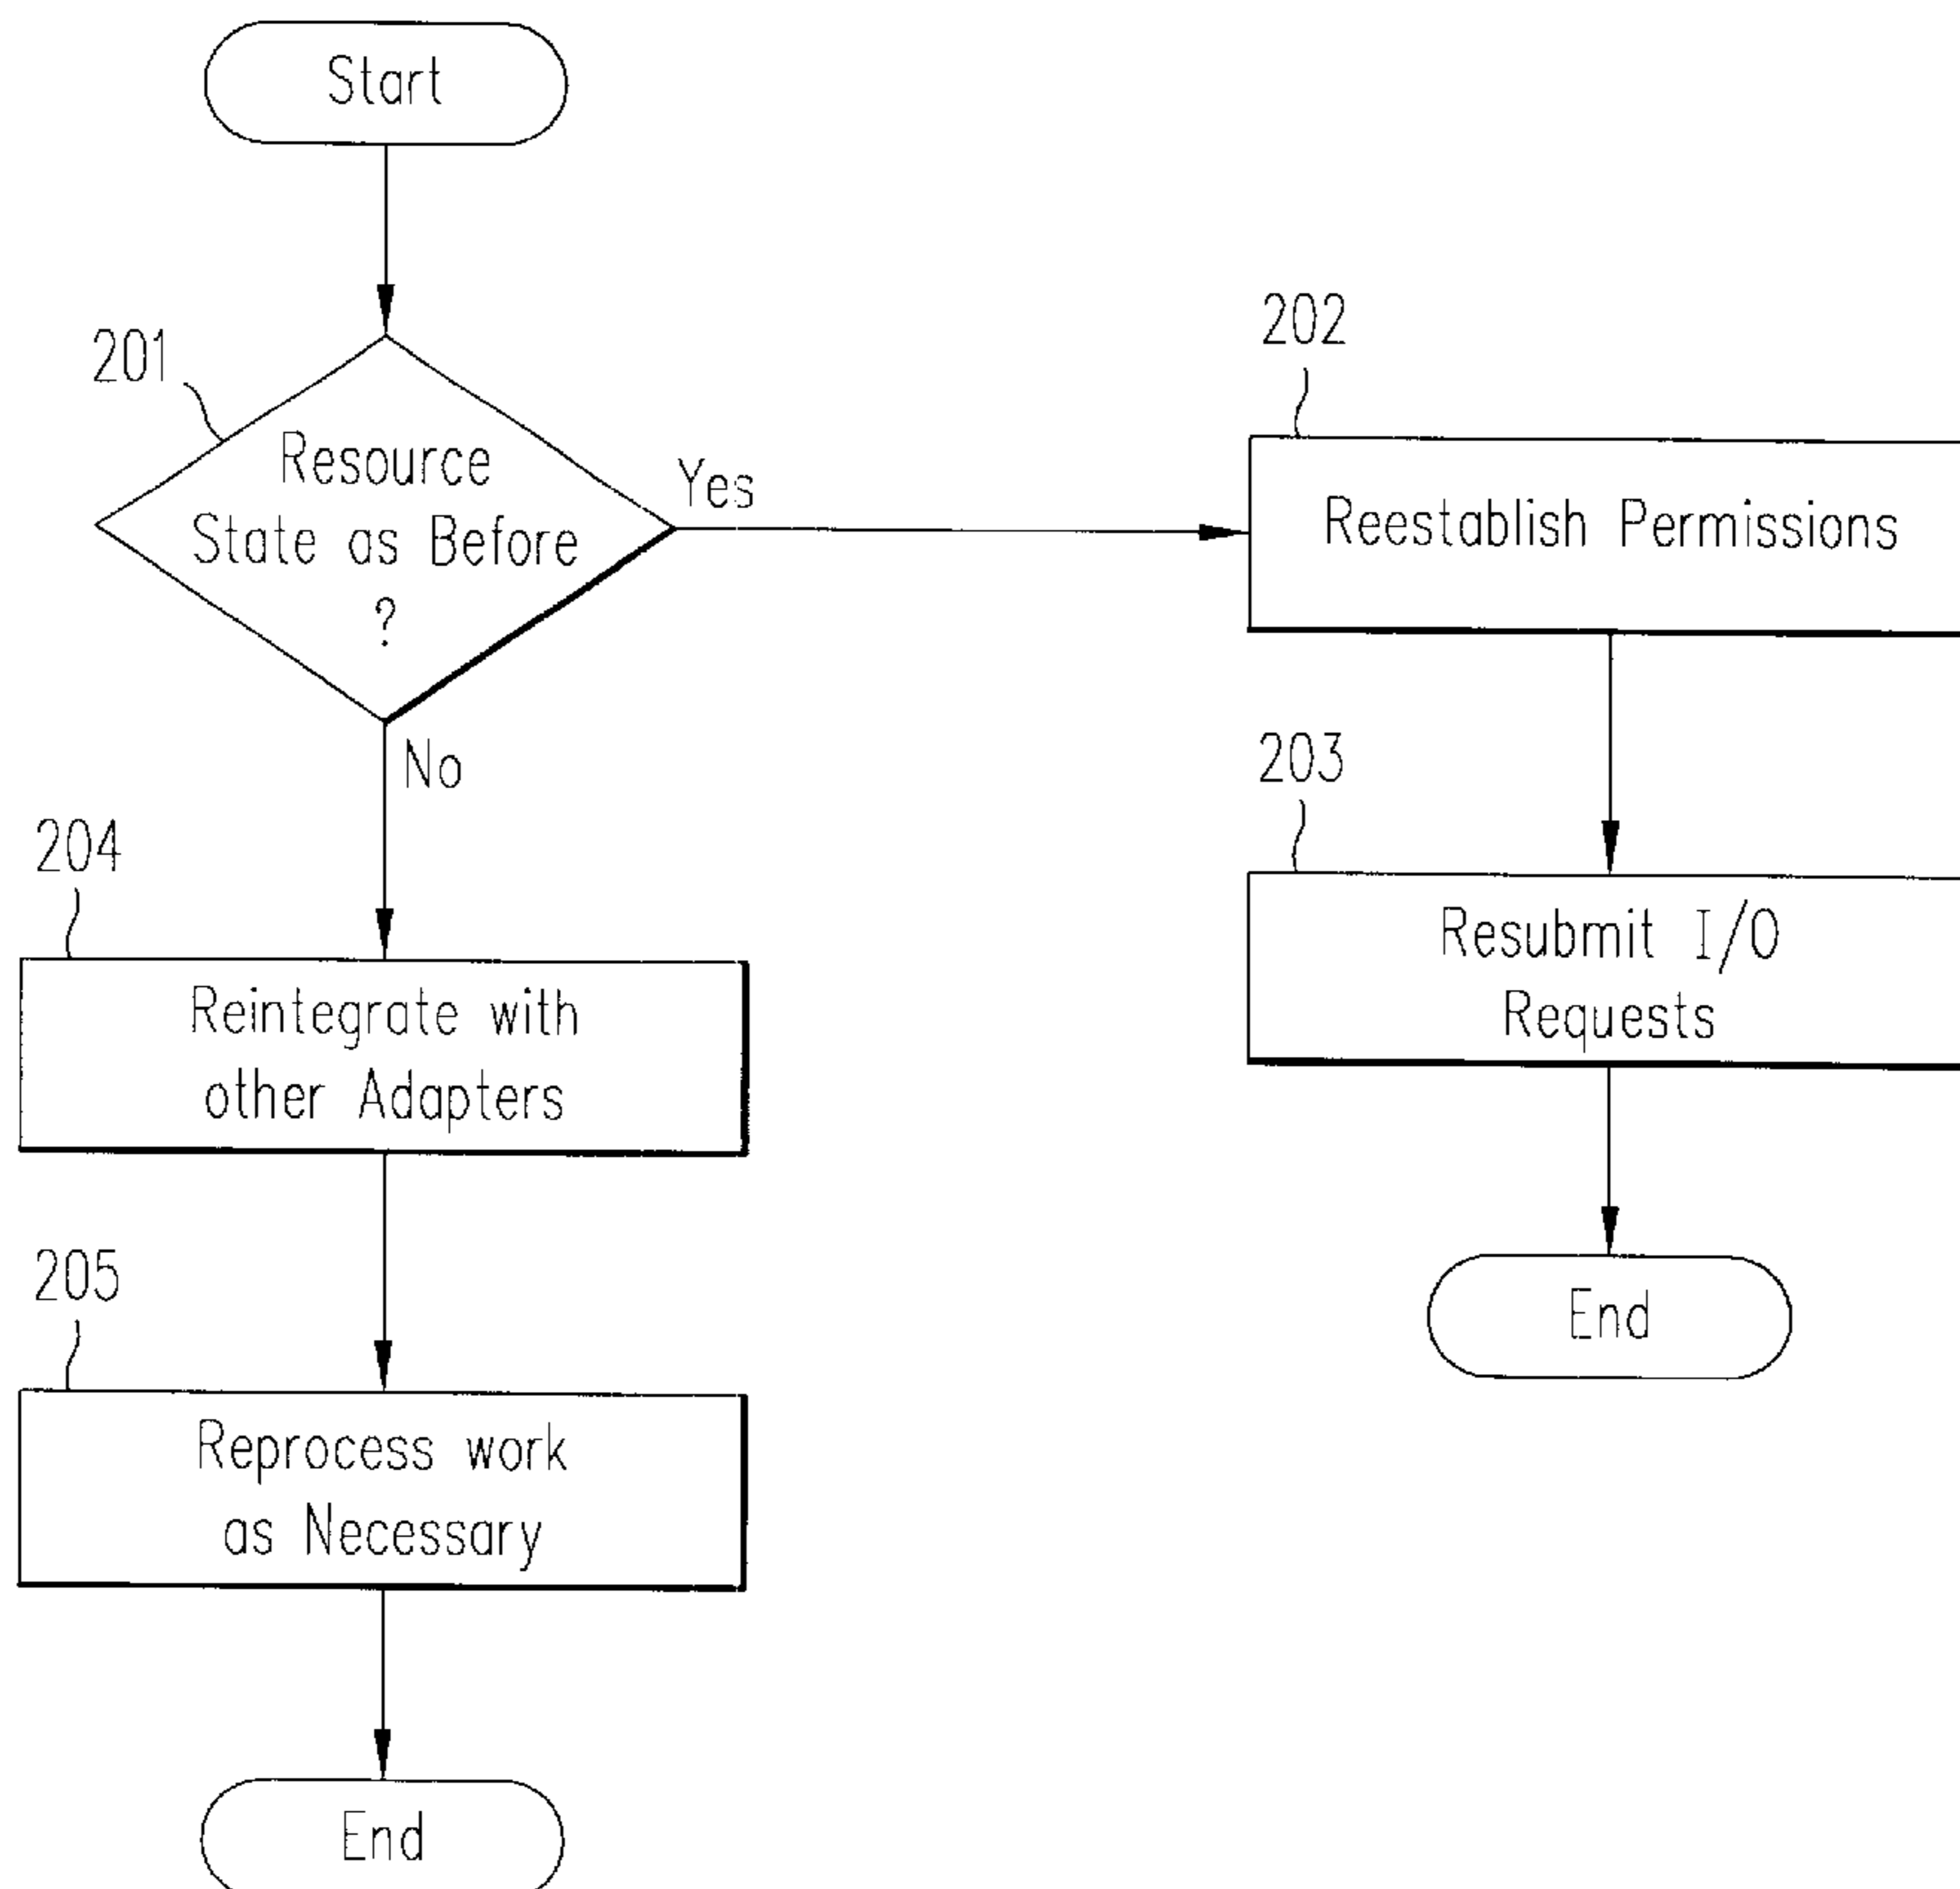 Start
201
Resource
State as Before
?
Yes
No
202
Reestablish Permissions
203
Resubmit I/O
Requests
End
204
Reintegrate with
other Adapters
205
Reprocess work
as Necessary
End